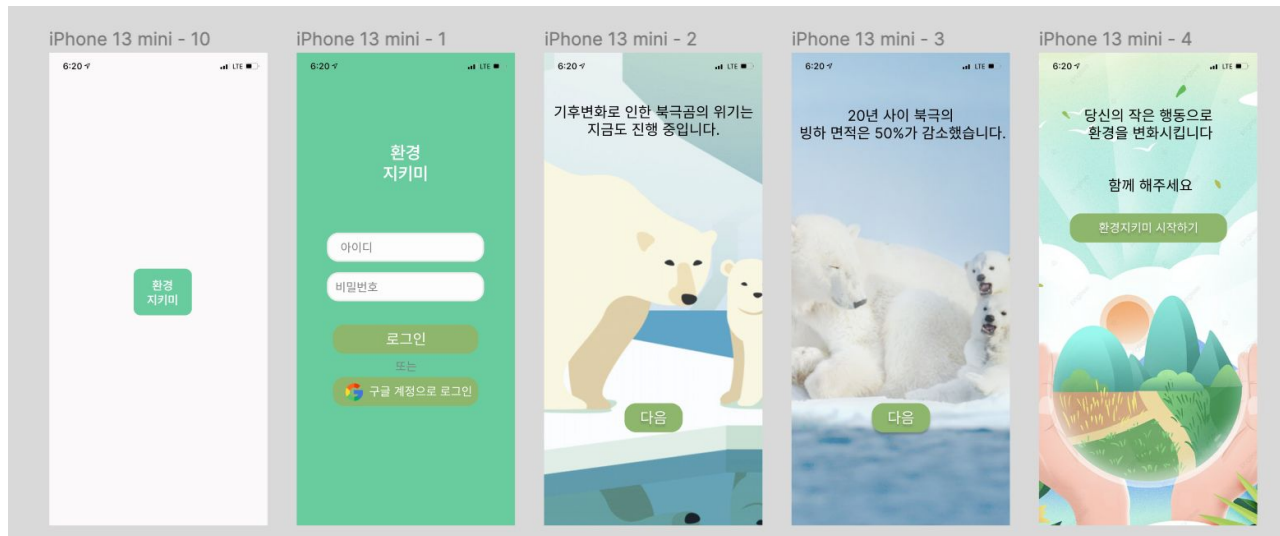 iPhone 13 mini - 10
6:20
LTE
환경
지키미
iPhone 13 mini - 1
6:20
LTE
환경
지키미
아이디
비밀번호
로그인
또는
구글 계정으로 로그인
iPhone 13 mini - 2
6:20
LTE
기후변화로 인한 북극곰의 위기는
지금도 진행 중입니다.
다음
iPhone 13 mini - 3
6:20
LTE
20년 사이 북극의
빙하 면적은 50%가 감소했습니다.
다음
iPhone 13 mini - 4
6:20
LTE
당신의 작은 행동으로
환경을 변화시킵니다
함께 해주세요
환경지키미 시작하기